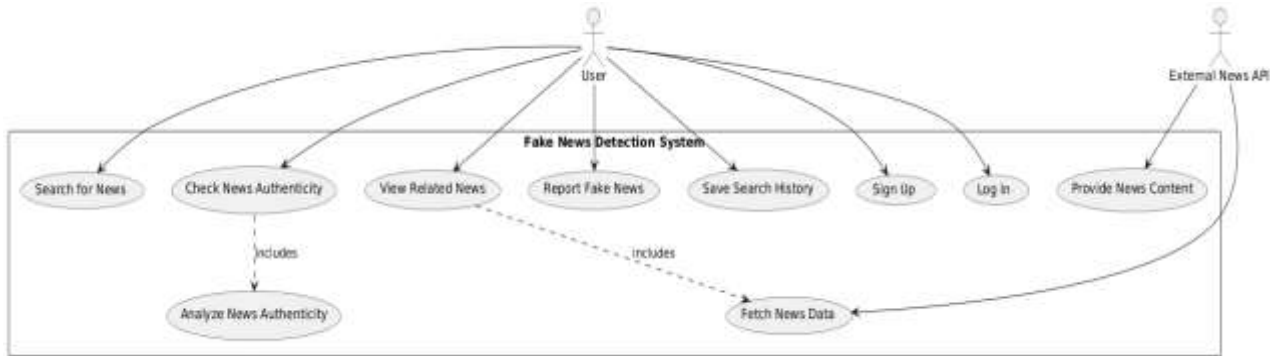 User
External News API
Fake News Detection System
Search for News
Check News Authenticity
View Related News
Report Fake News
Save Search History
Sign Up
Log In
Provide News Content
includes
includes
Analyze News Authenticity
Fetch News Data